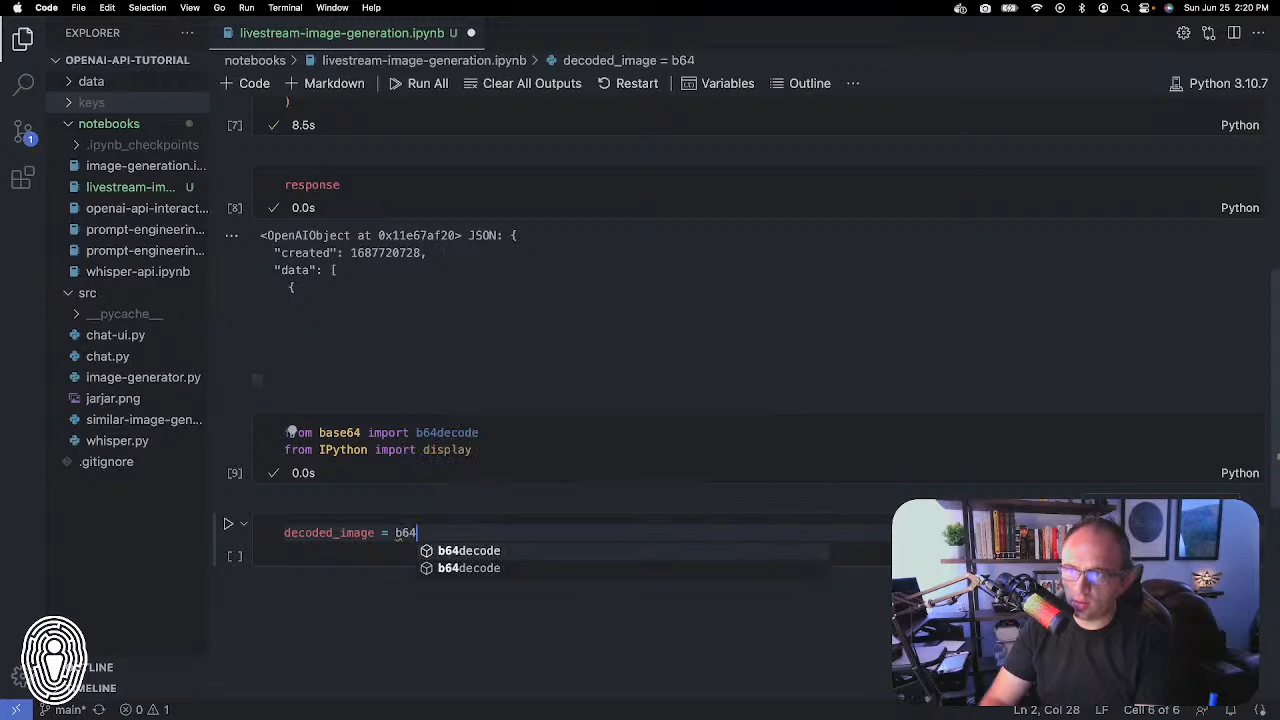 Code File Edit Selection View Go Run Terminal Window Help
Sun Jun 25 2:20 PM
EXPLORER
livestream-image-generation.ipynb U
OPENAI-API-TUTORIAL
data
keys
notebooks
.ipynb_checkpoints
image-generation.i...
livestream-im... U
openai-api-interact...
prompt-engineerin...
prompt-engineerin...
whisper-api.ipynb
src
__pycache__
chat-ui.py
chat.py
image-generator.py
jarjar.png
similar-image-gen...
whisper.py
.gitignore
notebooks > livestream-image-generation.ipynb > decoded_image = b64
+ Code + Markdown Run All Clear All Outputs Restart Variables Outline ...
Python 3.10.7
)
[7] 8.5s Python
response
[8] 0.0s Python
<OpenAIObject at 0x11e67af20> JSON: {
"created": 1687720728,
"data": [
{
from base64 import b64decode
from IPython import display
[9] 0.0s Python
decoded_image = b64
[ ]
b64decode
b64decode
1
main* 0 1
Ln 2, Col 28 LF Cell 6 of 6